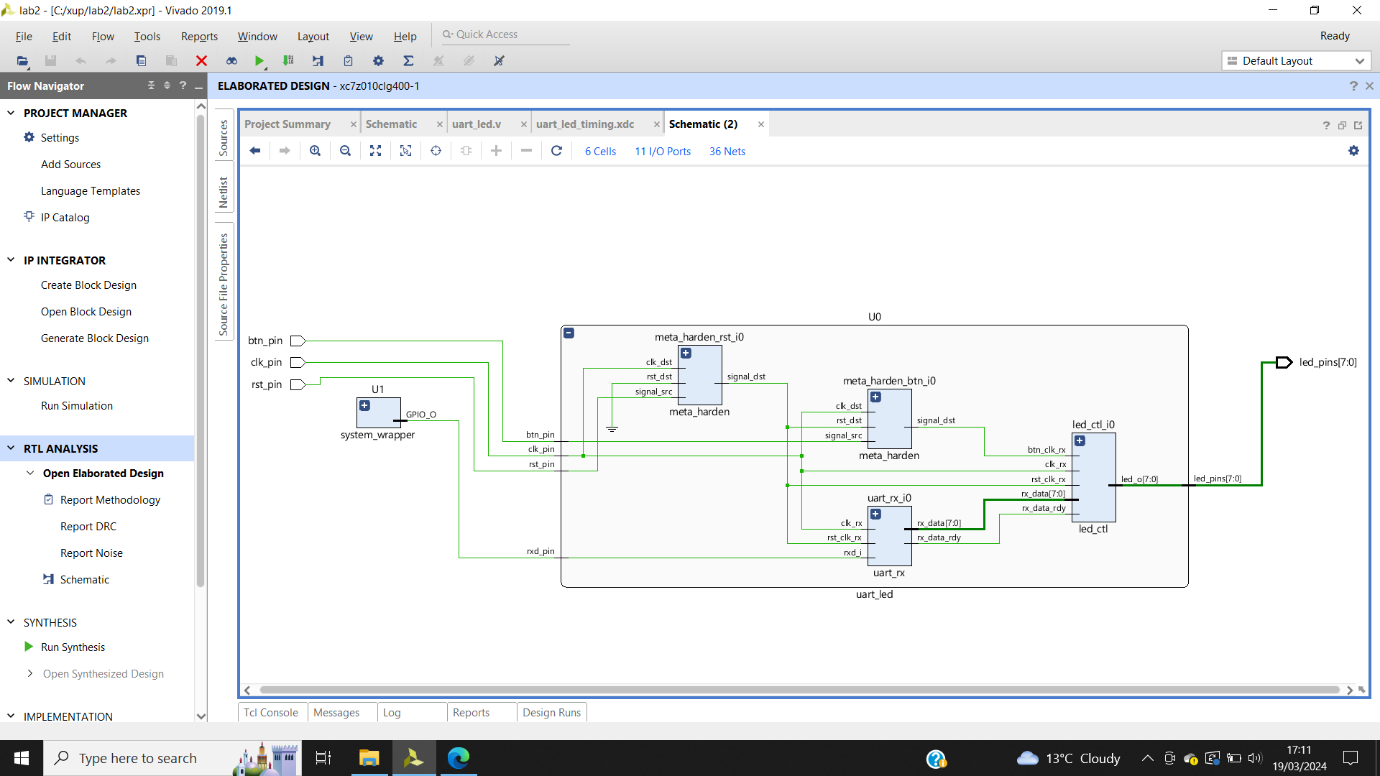 lab2 - [C:/xup/lab2/lab2.xpr] - Vivado 2019.1
File Edit Flow Tools Reports Window Layout View Help Quick Access Ready
Default Layout
Flow Navigator
ELABORATED DESIGN - xc7z010clg400-1
PROJECT MANAGER
Settings
Add Sources
Language Templates
IP Catalog
IP INTEGRATOR
Create Block Design
Open Block Design
Generate Block Design
SIMULATION
Run Simulation
RTL ANALYSIS
Open Elaborated Design
Report Methodology
Report DRC
Report Noise
Schematic
SYNTHESIS
Run Synthesis
Open Synthesized Design
IMPLEMENTATION
Sources
Netlist
Source File Properties
Project Summary Schematic uart_led.v uart_led_timing.xdc Schematic (2)
6 Cells 11 I/O Ports 36 Nets
btn_pin
clk_pin
rst_pin
U1
GPIO_O
system_wrapper
U0
btn_pin
clk_pin
rst_pin
rxd_pin
meta_harden_rst_i0
clk_dst
rst_dst
signal_src
signal_dst
meta_harden
meta_harden_btn_i0
clk_dst
rst_dst
signal_src
signal_dst
meta_harden
uart_rx_i0
clk_rx
rst_clk_rx
rxd_i
rx_data[7:0]
rx_data_rdy
uart_rx
led_ctl_i0
btn_clk_rx
clk_rx
rst_clk_rx
rx_data[7:0]
rx_data_rdy
led_o[7:0]
led_ctl
led_pins[7:0]
led_pins[7:0]
uart_led
Tcl Console Messages Log Reports Design Runs
Type here to search
13°C Cloudy
17:11
19/03/2024